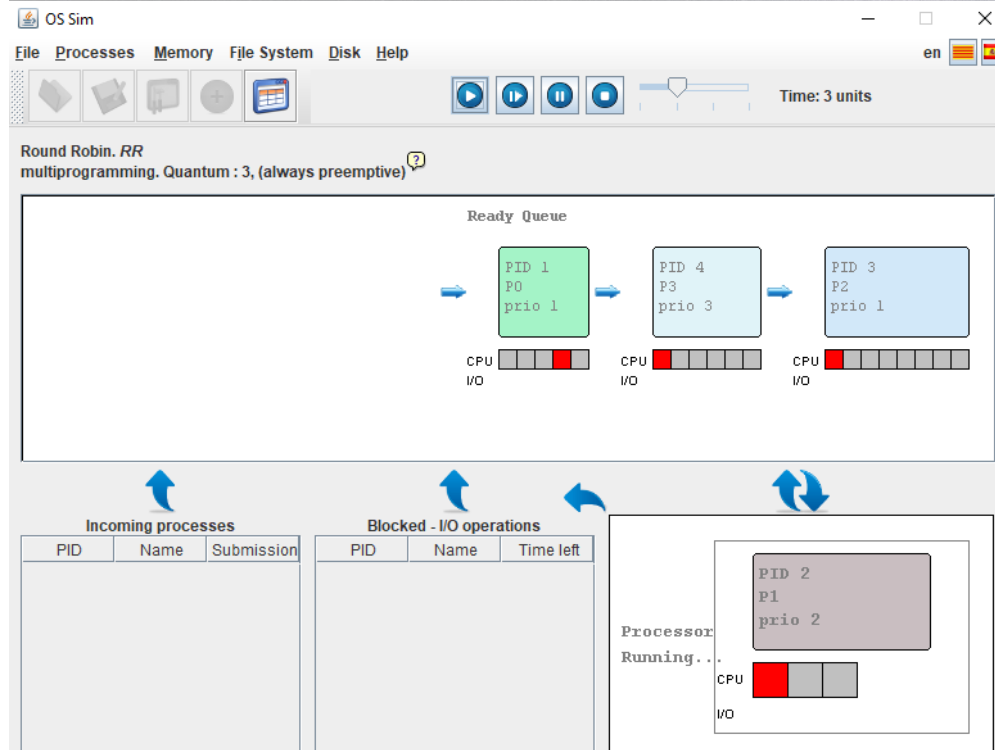 OS Sim
File Processes Memory File System Disk Help
en
Time: 3 units
Round Robin. RR
multiprogramming. Quantum : 3, (always preemptive)
?
Ready Queue
PID 1
P0
prio 1
CPU
I/O
PID 4
P3
prio 3
CPU
I/O
PID 3
P2
prio 1
CPU
I/O
Incoming processes
PID Name Submission
Blocked - I/O operations
PID Name Time left
Processor
Running...
PID 2
P1
prio 2
CPU
I/O